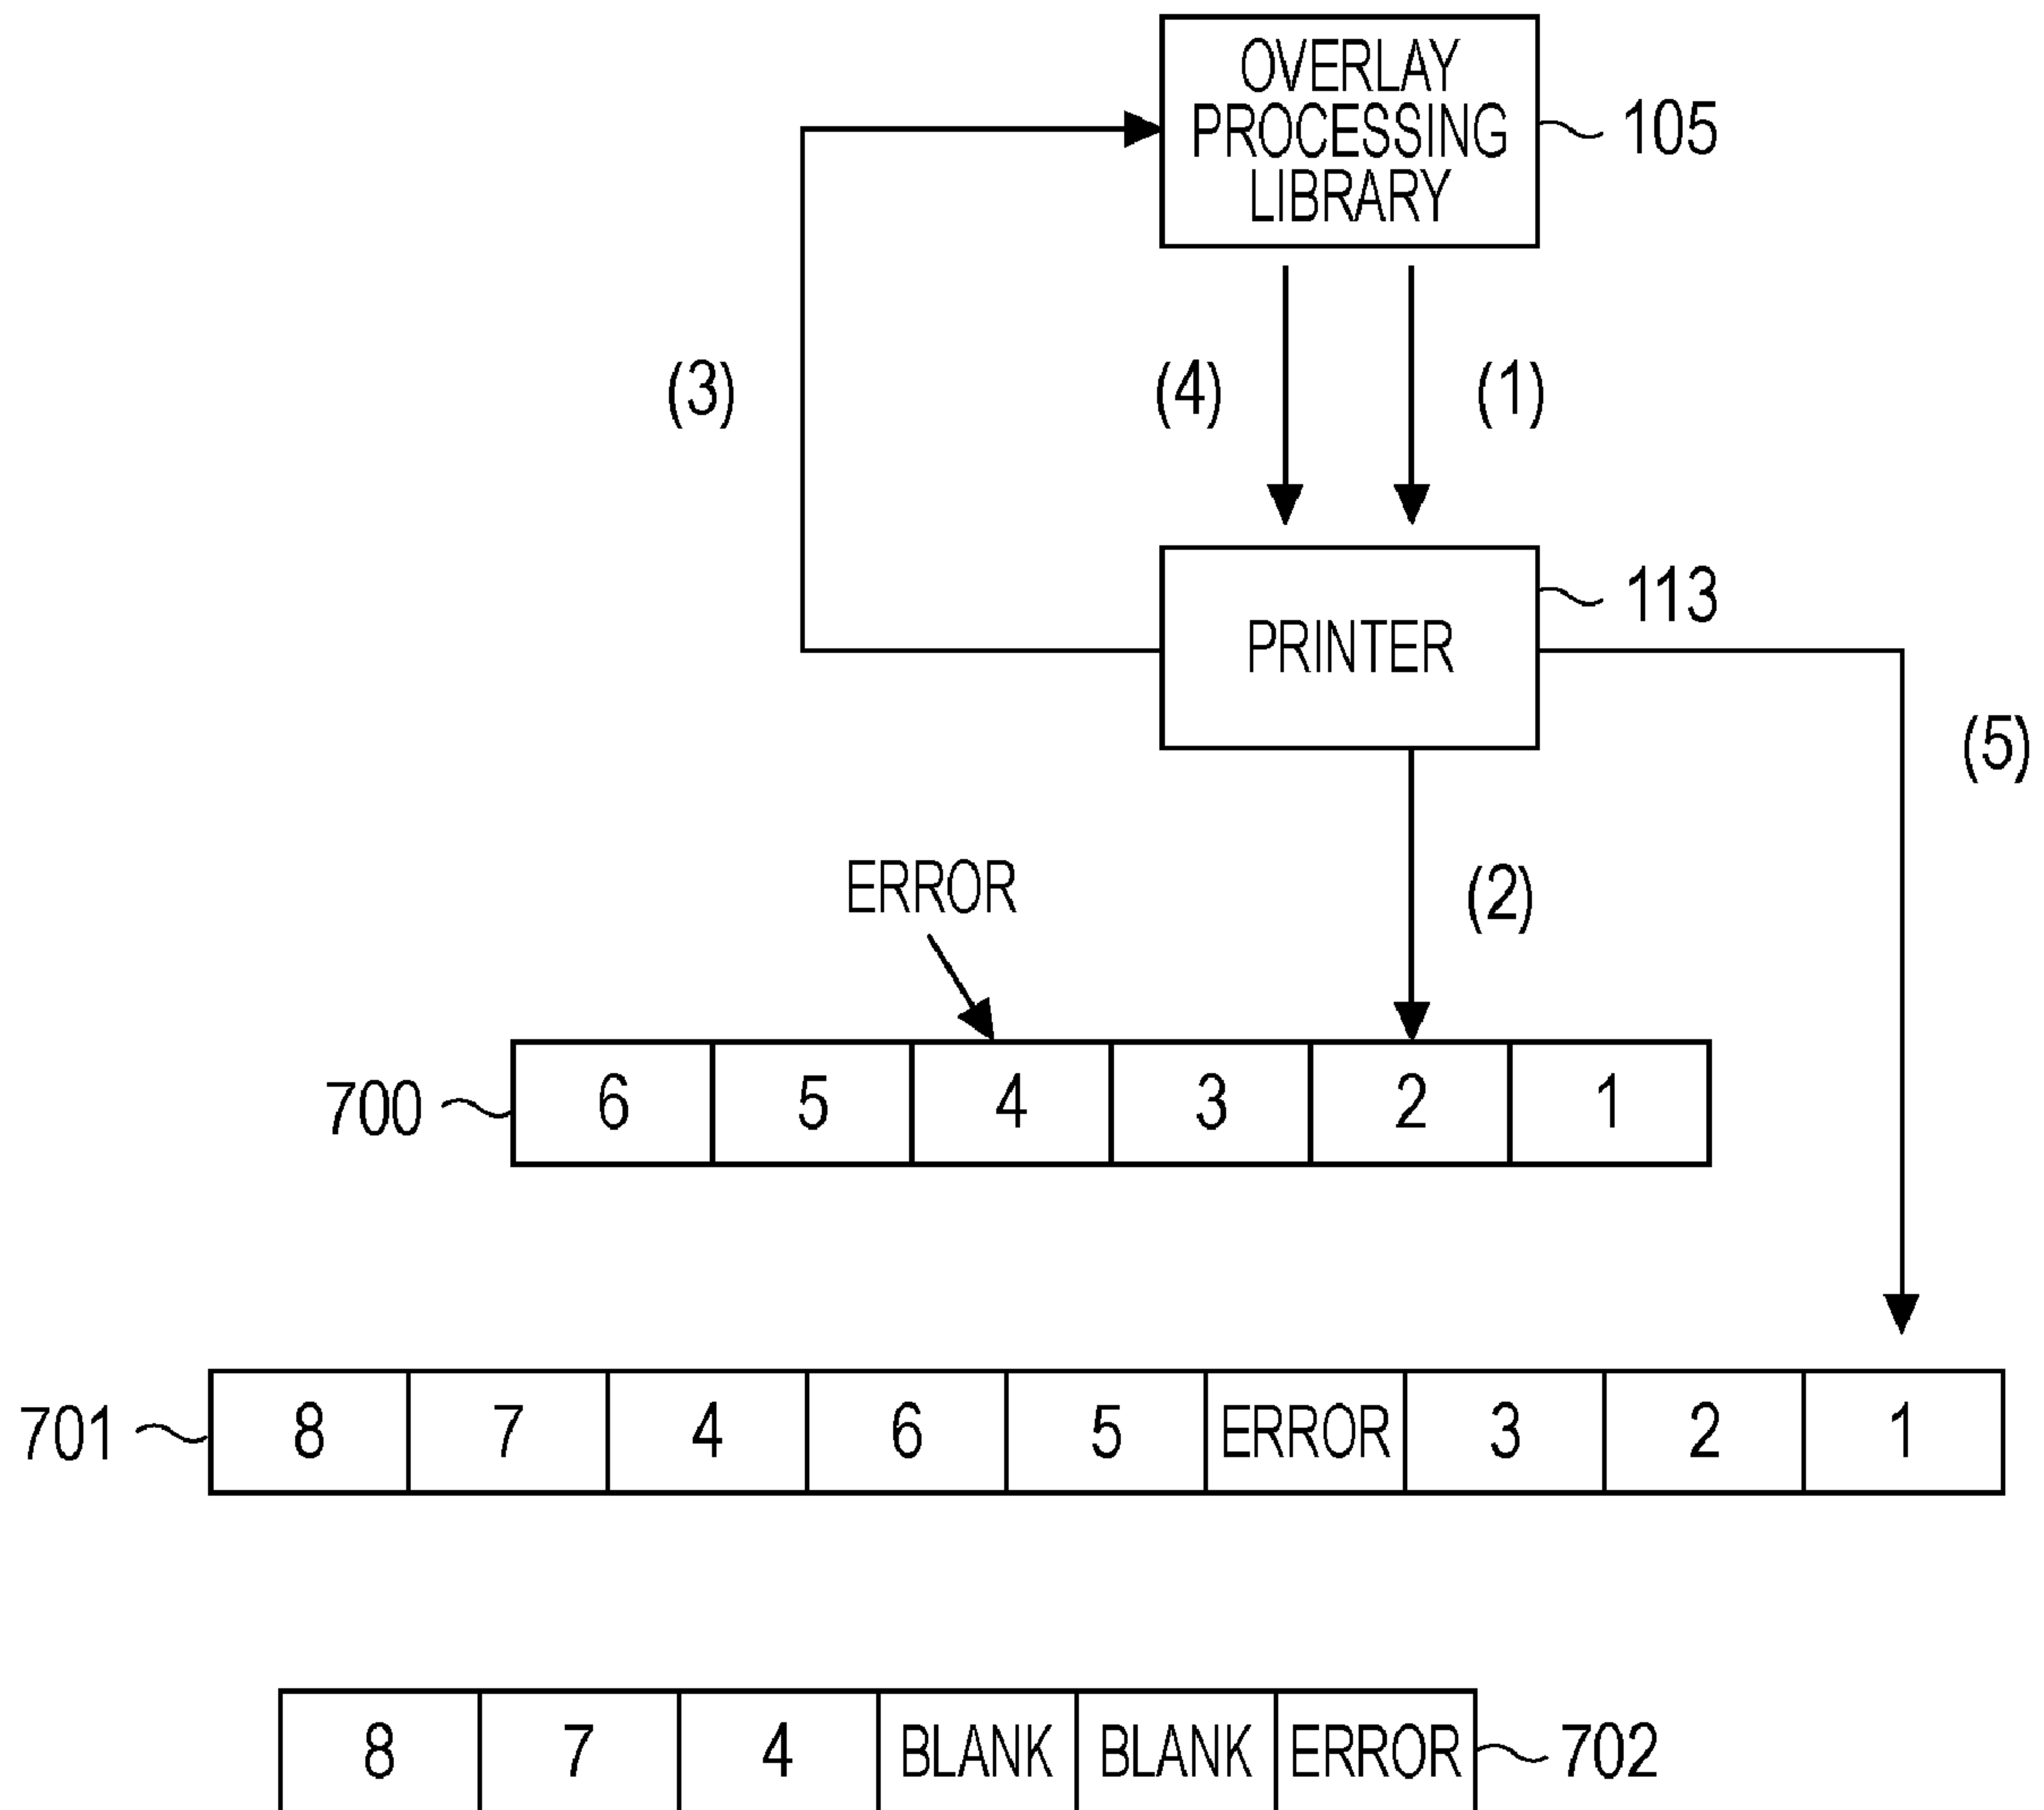 OVERLAY
PROCESSING
LIBRARY
105
(3)
(4)
(1)
113
PRINTER
(5)
(2)
ERROR
700
6 5 4 3 2 1
701
8 7 4 6 5 ERROR 3 2 1
8 7 4 BLANK BLANK ERROR
702